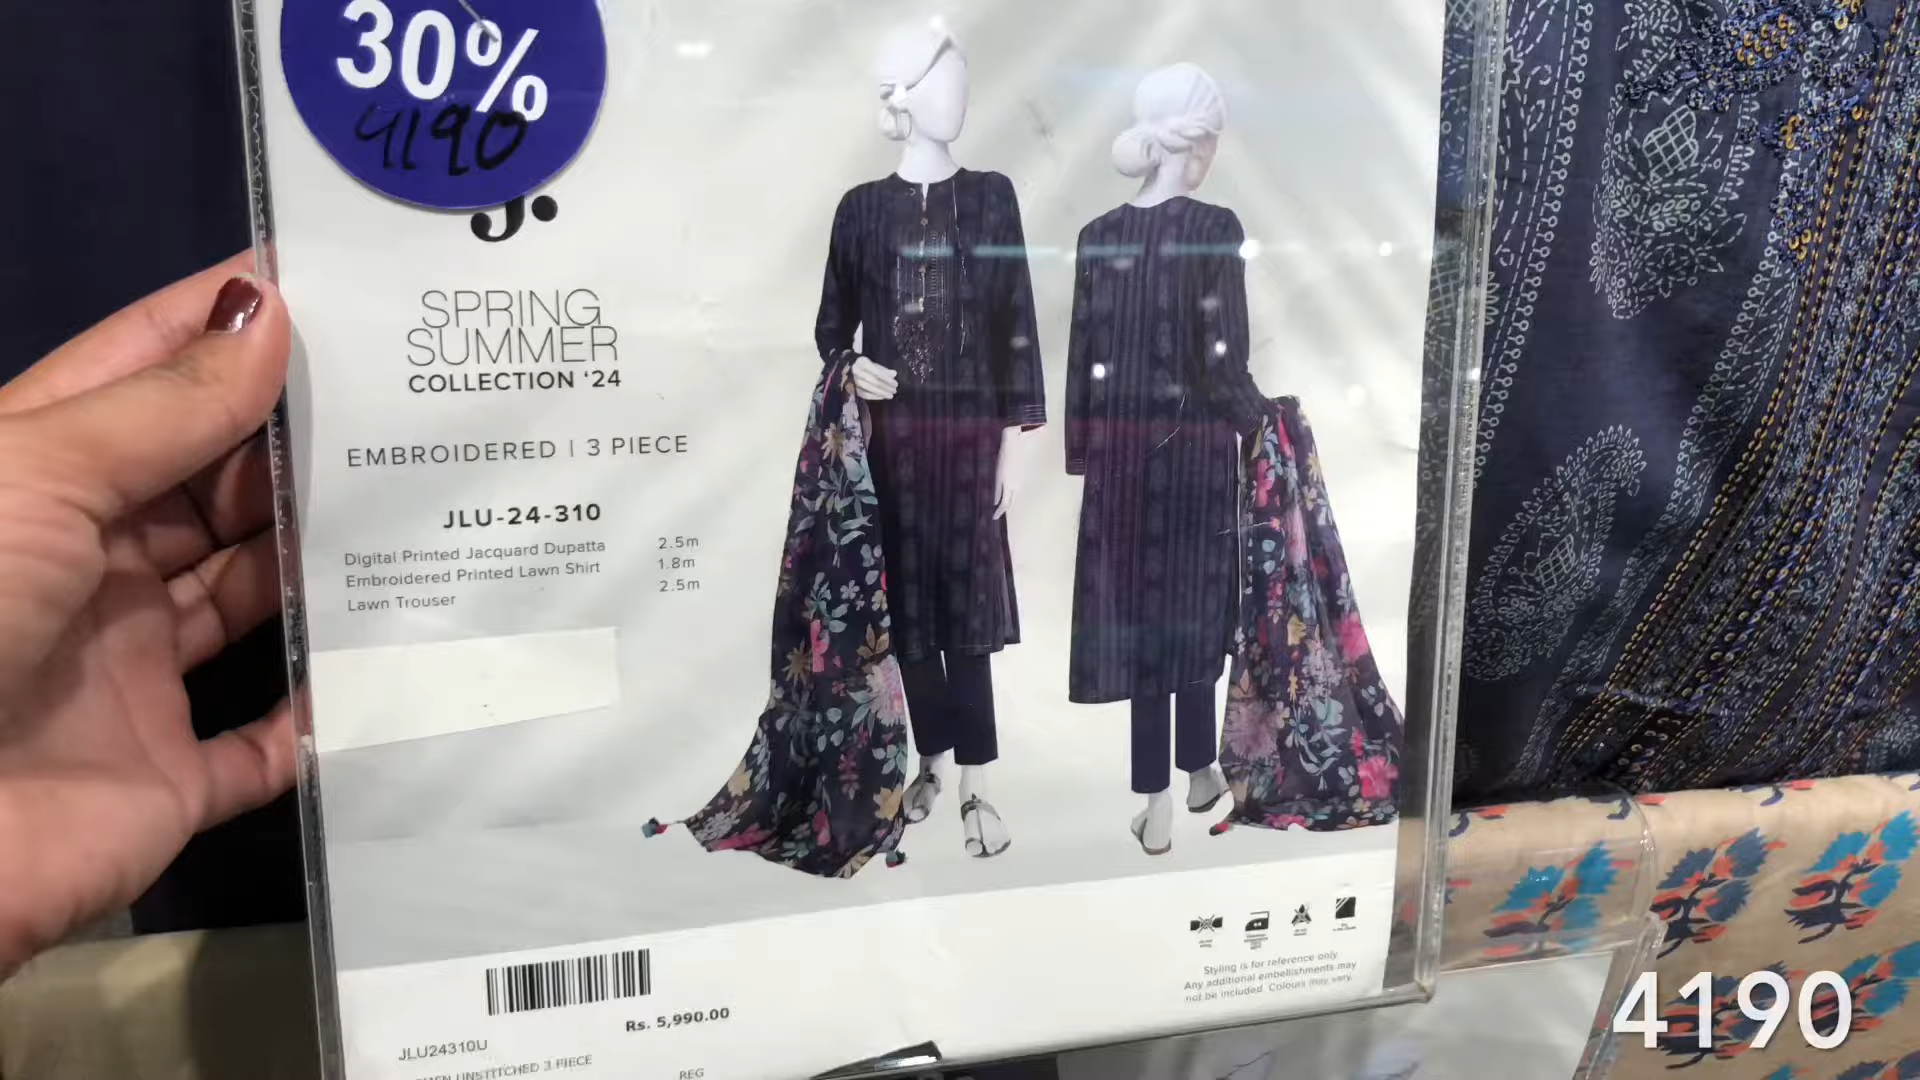 30%
4190
J.
SPRING
SUMMER
COLLECTION ‘24
EMBROIDERED | 3 PIECE
JLU-24-310
Digital Printed Jacquard Dupatta 2.5m
Embroidered Printed Lawn Shirt 1.8m
Lawn Trouser 2.5m
Styling is for reference only.
Any additional embellishments may
not be included. Colours may vary.
Rs. 5,990.00
JLU24310U
UNSTITCHED 3 PIECE
REG
4190